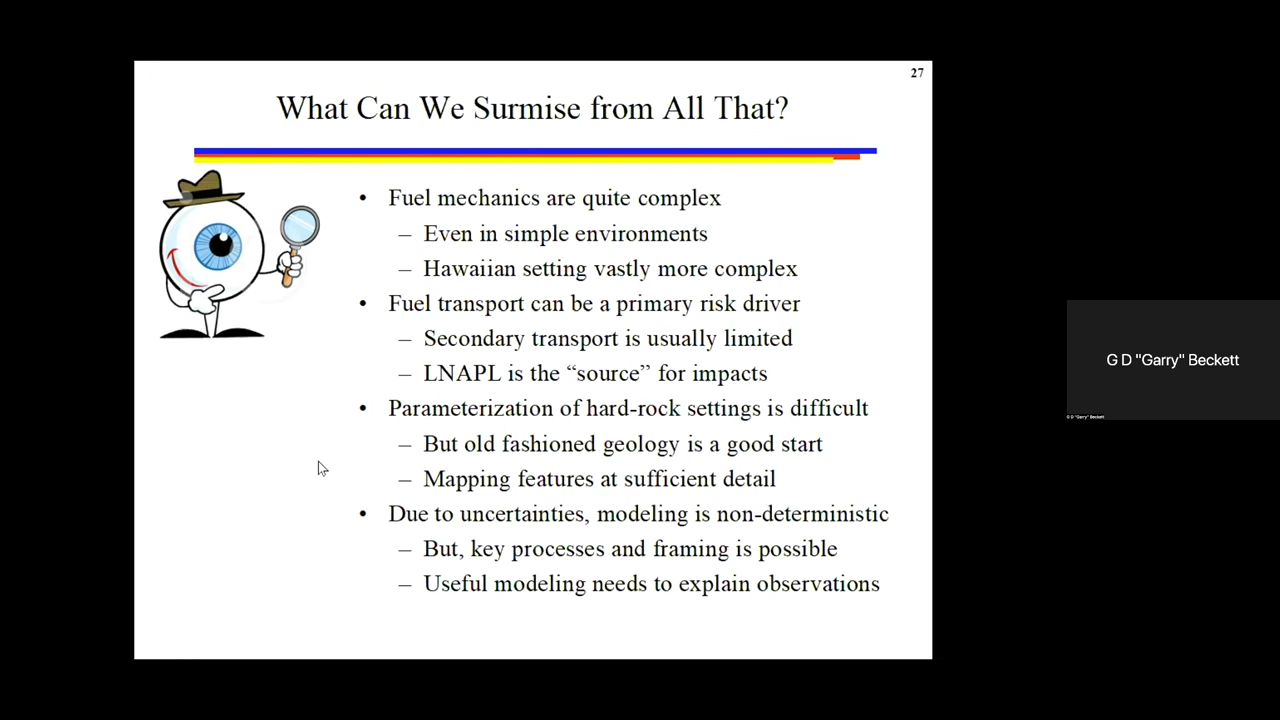 27
What Can We Surmise from All That?
• Fuel mechanics are quite complex
– Even in simple environments
– Hawaiian setting vastly more complex
• Fuel transport can be a primary risk driver
– Secondary transport is usually limited
– LNAPL is the “source” for impacts
• Parameterization of hard-rock settings is difficult
– But old fashioned geology is a good start
– Mapping features at sufficient detail
• Due to uncertainties, modeling is non-deterministic
– But, key processes and framing is possible
– Useful modeling needs to explain observations
G D "Garry" Beckett
G D "Garry" Beckett